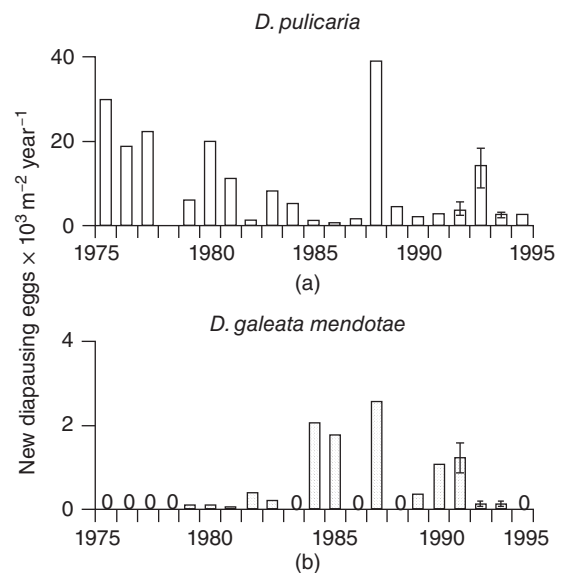 D. pulicaria
40
20
0
1975 1980 1985 1990 1995
(a)
New diapausing eggs × 10³ m⁻² year⁻¹
D. galeata mendotae
4
2
0
0 0 0 0 0 0 0 0
1975 1980 1985 1990 1995
(b)